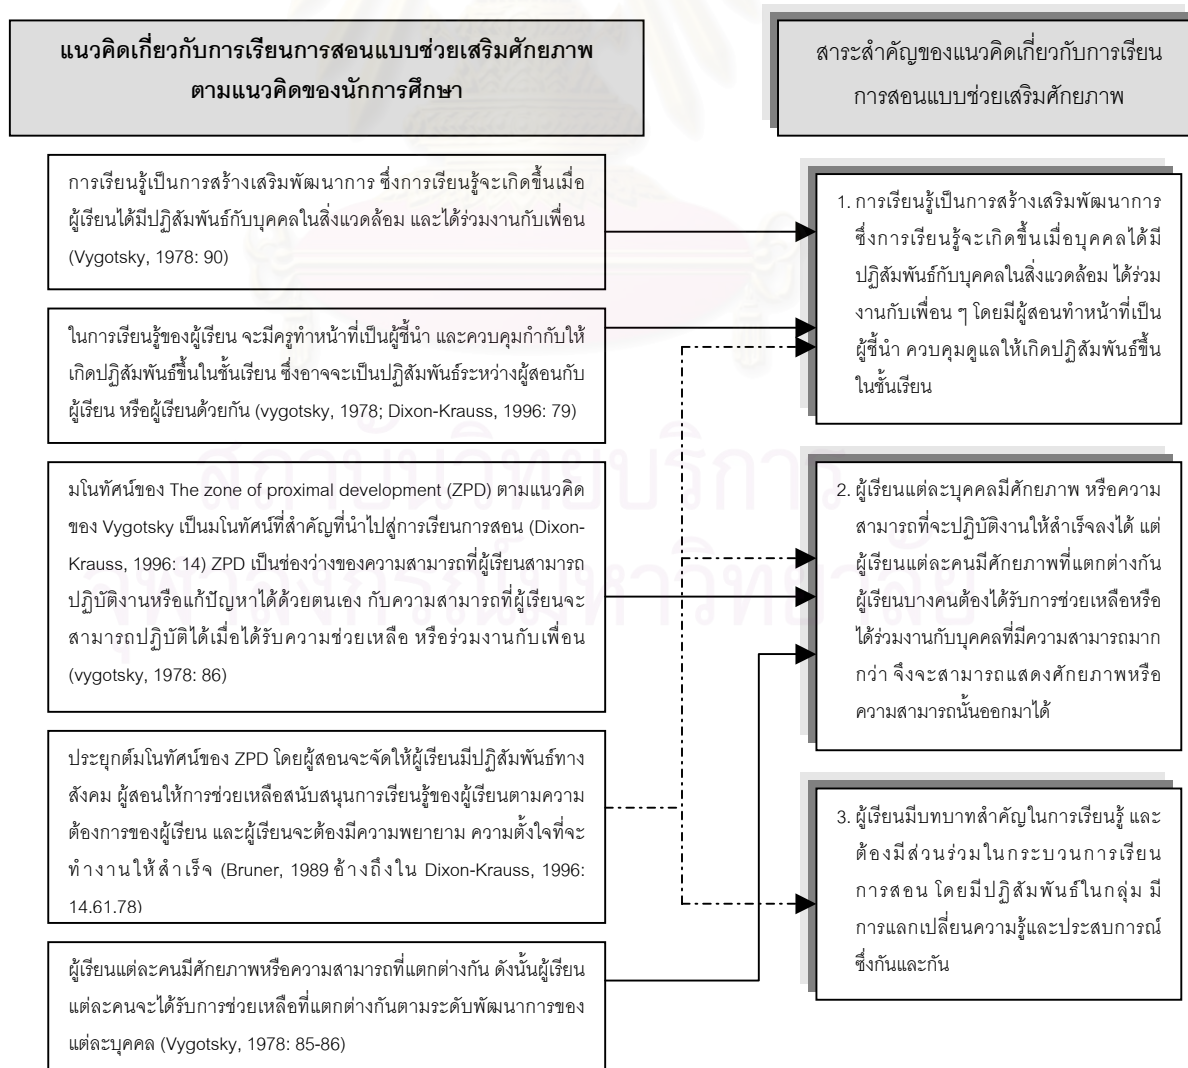 แนวคิดเกี่ยวกับการเรียนการสอนแบบช่วยเสริมศักยภาพ
ตามแนวคิดของนักการศึกษา
สาระสำคัญของแนวคิดเกี่ยวกับการเรียน
การสอนแบบช่วยเสริมศักยภาพ
การเรียนรู้เป็นการสร้างเสริมพัฒนาการ ซึ่งการเรียนรู้จะเกิดขึ้นเมื่อ
ผู้เรียนได้มีปฏิสัมพันธ์กับบุคคลในสิ่งแวดล้อม และได้ร่วมงานกับเพื่อน
(Vygotsky, 1978: 90)
ในการเรียนรู้ของผู้เรียน จะมีครูทำหน้าที่เป็นผู้ชี้นำ และควบคุมกำกับให้
เกิดปฏิสัมพันธ์ขึ้นในชั้นเรียน ซึ่งอาจจะเป็นปฏิสัมพันธ์ระหว่างผู้สอนกับ
ผู้เรียน หรือผู้เรียนด้วยกัน (vygotsky, 1978; Dixon-Krauss, 1996: 79)
มโนทัศน์ของ The zone of proximal development (ZPD) ตามแนวคิด
ของ Vygotsky เป็นมโนทัศน์ที่สำคัญที่นำไปสู่การเรียนการสอน (Dixon-
Krauss, 1996: 14) ZPD เป็นช่องว่างของความสามารถที่ผู้เรียนสามารถ
ปฏิบัติงานหรือแก้ปัญหาได้ด้วยตนเอง กับความสามารถที่ผู้เรียนจะ
สามารถปฏิบัติได้เมื่อได้รับความช่วยเหลือ หรือร่วมงานกับเพื่อน
(vygotsky, 1978: 86)
ประยุกต์มโนทัศน์ของ ZPD โดยผู้สอนจะจัดให้ผู้เรียนมีปฏิสัมพันธ์ทาง
สังคม ผู้สอนให้การช่วยเหลือสนับสนุนการเรียนรู้ของผู้เรียนตามความ
ต้องการของผู้เรียน และผู้เรียนจะต้องมีความพยายาม ความตั้งใจที่จะ
ทำงานให้สำเร็จ (Bruner, 1989 อ้างถึงใน Dixon-Krauss, 1996:
14,61,78)
ผู้เรียนแต่ละคนมีศักยภาพหรือความสามารถที่แตกต่างกัน ดังนั้นผู้เรียน
แต่ละคนจะได้รับการช่วยเหลือที่แตกต่างกันตามระดับพัฒนาการของ
แต่ละบุคคล (Vygotsky, 1978: 85-86)
1. การเรียนรู้เป็นการสร้างเสริมพัฒนาการ
ซึ่งการเรียนรู้จะเกิดขึ้นเมื่อบุคคลได้มี
ปฏิสัมพันธ์กับบุคคลในสิ่งแวดล้อม ได้ร่วม
งานกับเพื่อน ๆ โดยมีผู้สอนทำหน้าที่เป็น
ผู้ชี้นำ ควบคุมดูแลให้เกิดปฏิสัมพันธ์ขึ้น
ในชั้นเรียน
2. ผู้เรียนแต่ละบุคคลมีศักยภาพ หรือความ
สามารถที่จะปฏิบัติงานให้สำเร็จลงได้ แต่
ผู้เรียนแต่ละคนมีศักยภาพที่แตกต่างกัน
ผู้เรียนบางคนต้องได้รับการช่วยเหลือหรือ
ได้ร่วมงานกับบุคคลที่มีความสามารถมาก
กว่า จึงจะสามารถแสดงศักยภาพหรือ
ความสามารถนั้นออกมาได้
3. ผู้เรียนมีบทบาทสำคัญในการเรียนรู้ และ
ต้องมีส่วนร่วมในกระบวนการเรียน
การสอน โดยมีปฏิสัมพันธ์ในกลุ่ม มี
การแลกเปลี่ยนความรู้และประสบการณ์
ซึ่งกันและกัน
สถาบันวิทยบริการ
จุฬาลงกรณ์มหาวิทยาลัย